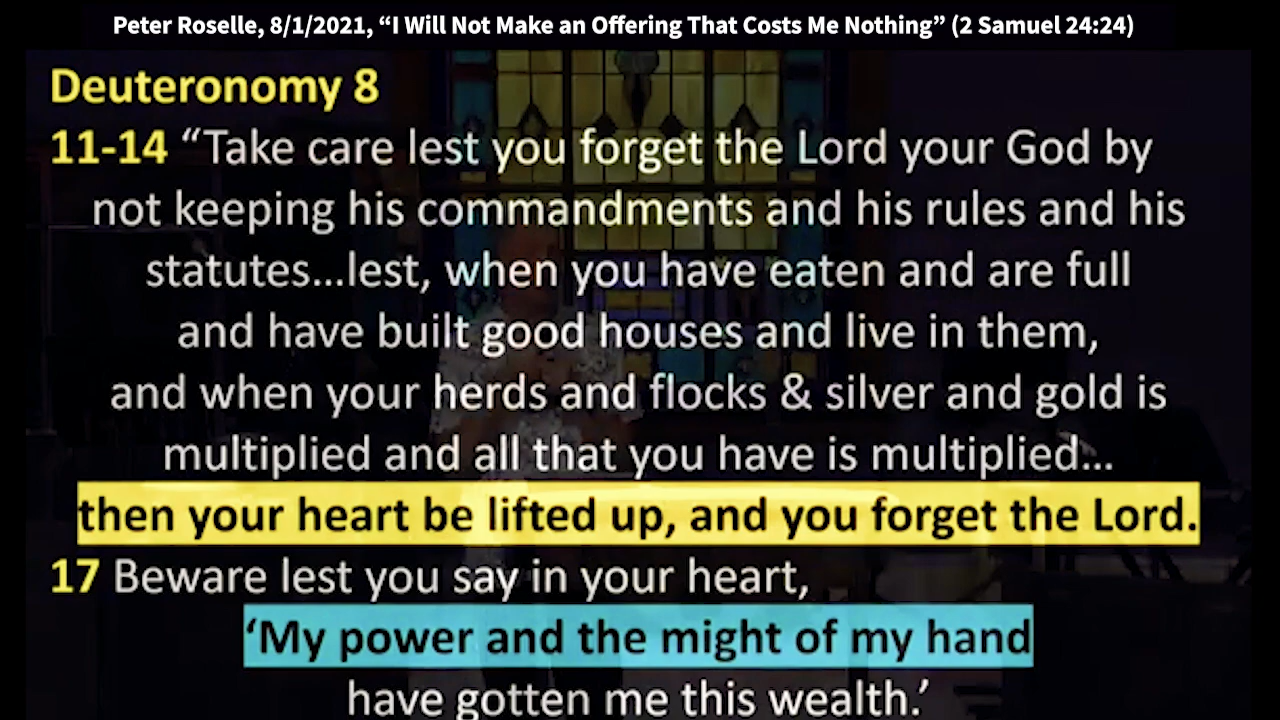 Peter Roselle, 8/1/2021, “I Will Not Make an Offering That Costs Me Nothing” (2 Samuel 24:24)
Deuteronomy 8
11-14 “Take care lest you forget the Lord your God by
not keeping his commandments and his rules and his
statutes...lest, when you have eaten and are full
and have built good houses and live in them,
and when your herds and flocks & silver and gold is
multiplied and all that you have is multiplied...
then your heart be lifted up, and you forget the Lord.
17 Beware lest you say in your heart,
‘My power and the might of my hand
have gotten me this wealth.’